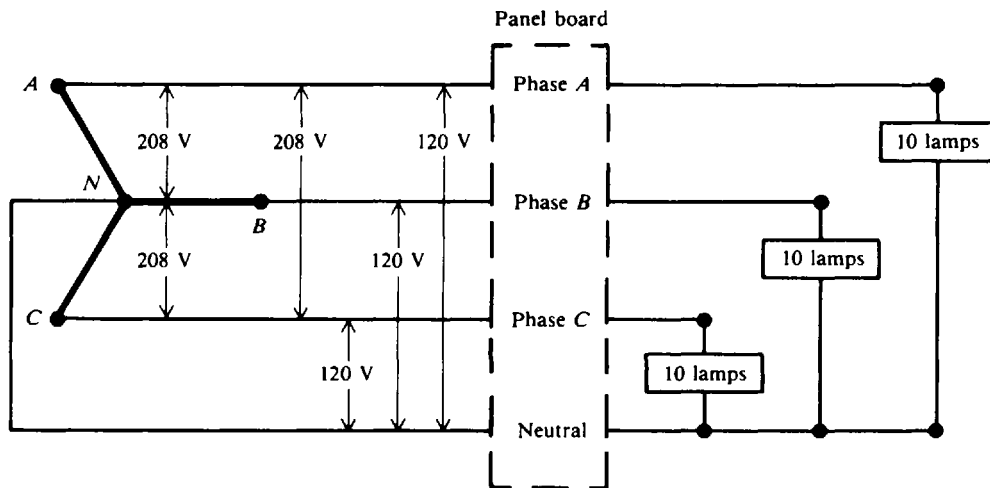 Panel board
A
Phase A
208 V
208 V
120 V
10 lamps
N
B
Phase B
208 V
120 V
10 lamps
C
Phase C
120 V
10 lamps
Neutral